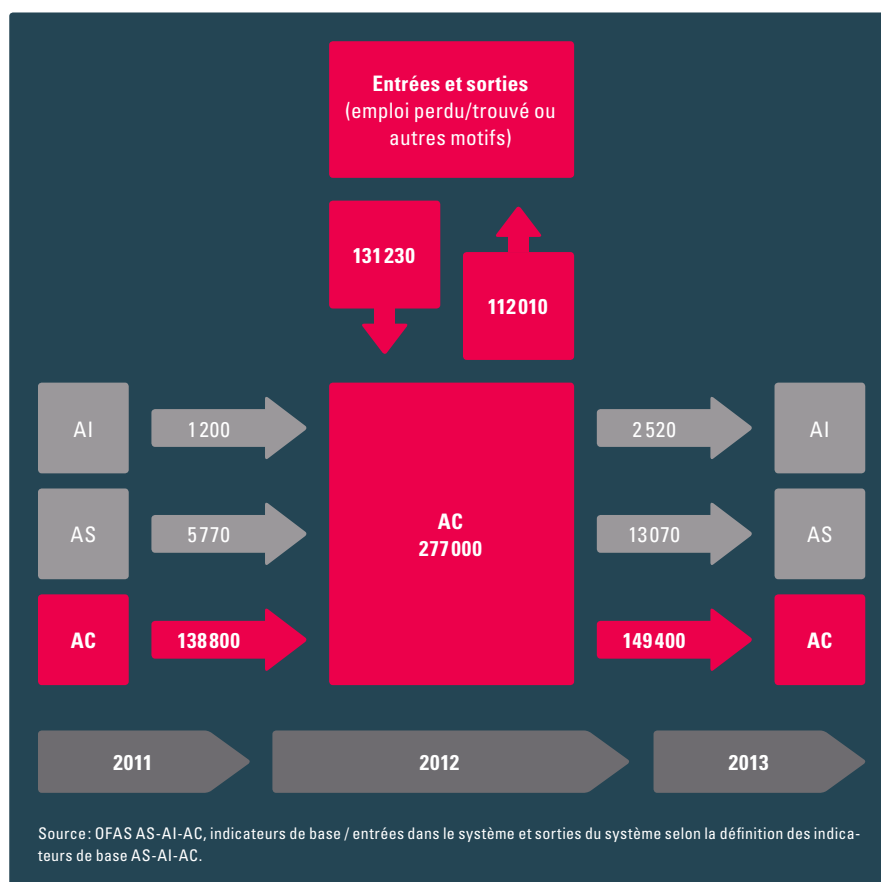 Entrées et sorties
(emploi perdu/trouvé ou
autres motifs)
131 230
112 010
AI
1 200
2 520
AI
AS
5 770
AC
277 000
13 070
AS
AC
138 800
149 400
AC
2011
2012
2013
Source: OFAS AS-AI-AC, indicateurs de base / entrées dans le système et sorties du système selon la définition des indica-
teurs de base AS-AI-AC.